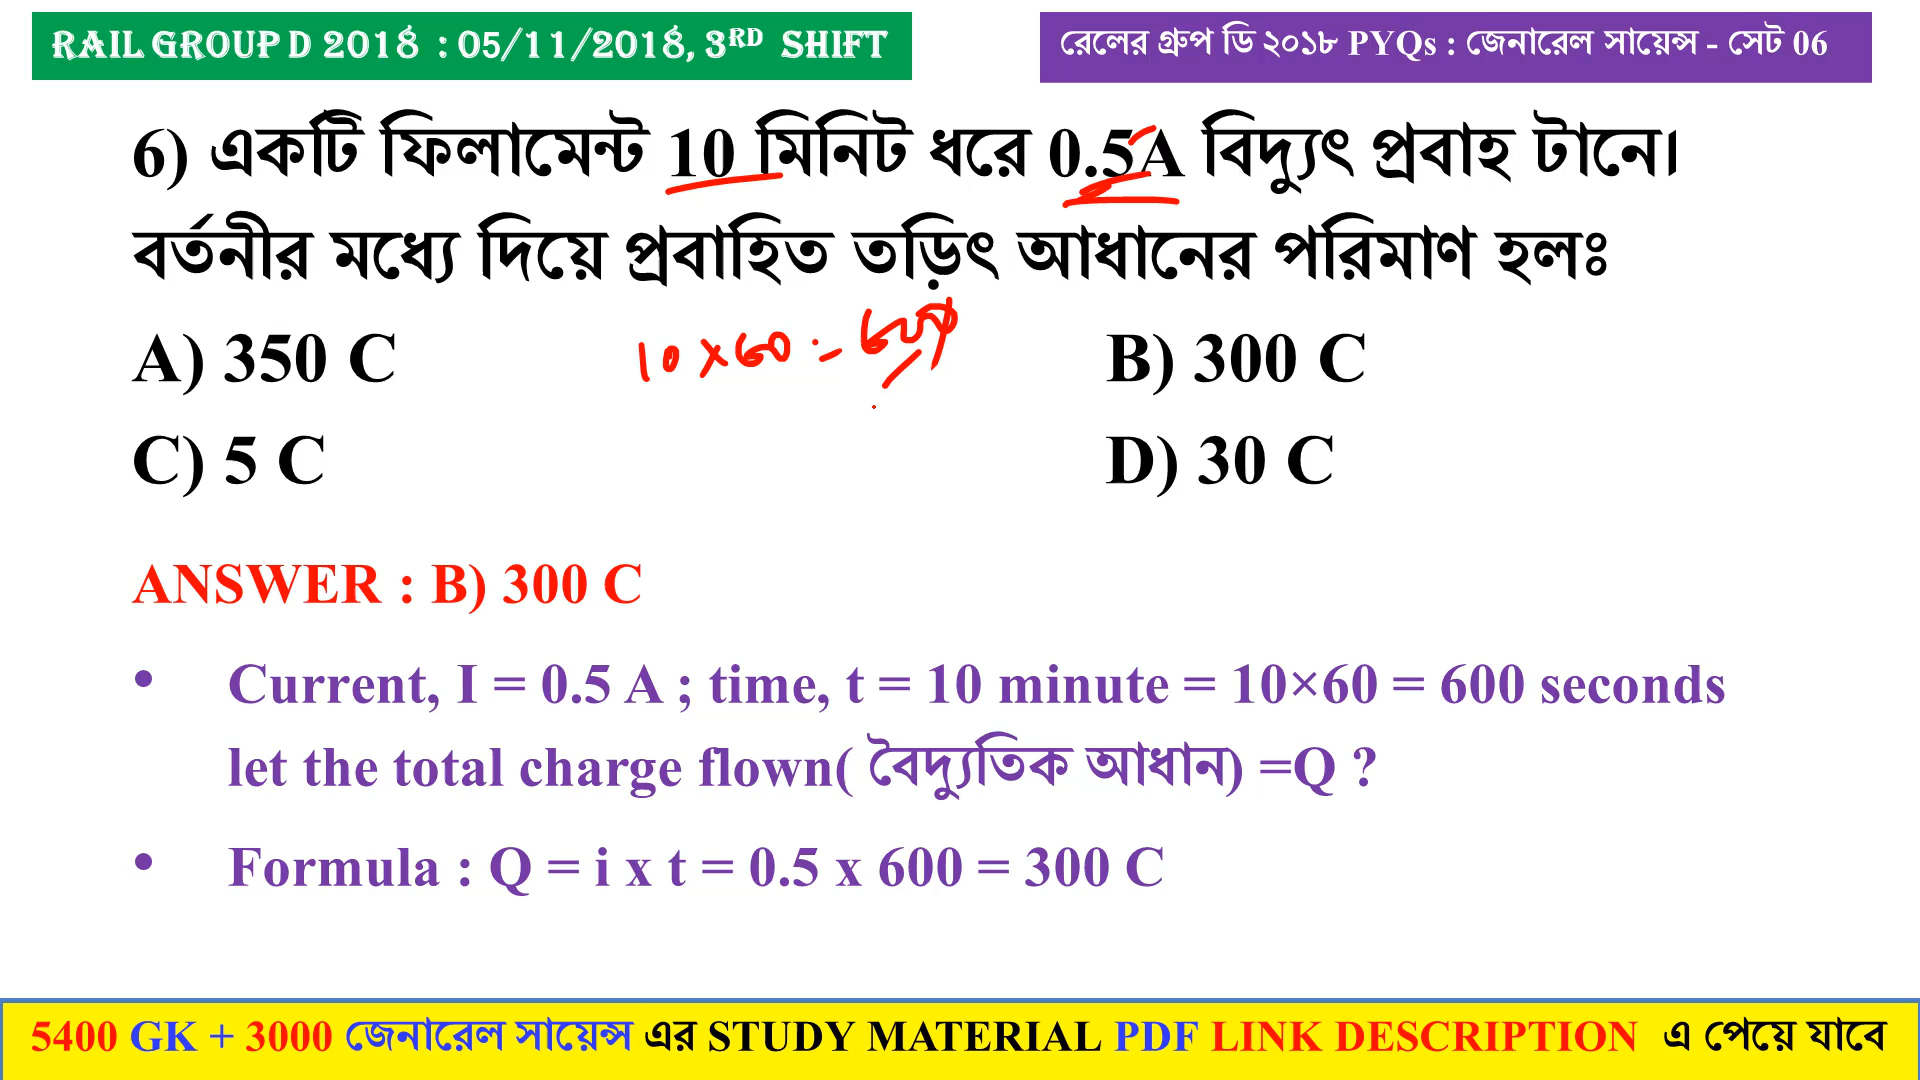 RAIL GROUP D 2018 : 05/11/2018, 3RD SHIFT
রেলের গ্রুপ ডি ২০১৮ PYQs : জেনারেল সায়েন্স - সেট 06
6) একটি ফিলামেন্ট 10 মিনিট ধরে 0.5A বিদ্যুৎ প্রবাহ টানে।
বর্তনীর মধ্যে দিয়ে প্রবাহিত তড়িৎ আধানের পরিমাণ হলঃ
A) 350 C
10 × 60 =
B) 300 C
C) 5 C
D) 30 C
ANSWER : B) 300 C
• Current, I = 0.5 A ; time, t = 10 minute = 10×60 = 600 seconds
let the total charge flown( বৈদ্যুতিক আধান) =Q ?
• Formula : Q = i x t = 0.5 x 600 = 300 C
5400 GK + 3000 জেনারেল সায়েন্স এর STUDY MATERIAL PDF LINK DESCRIPTION এ পেয়ে যাবে